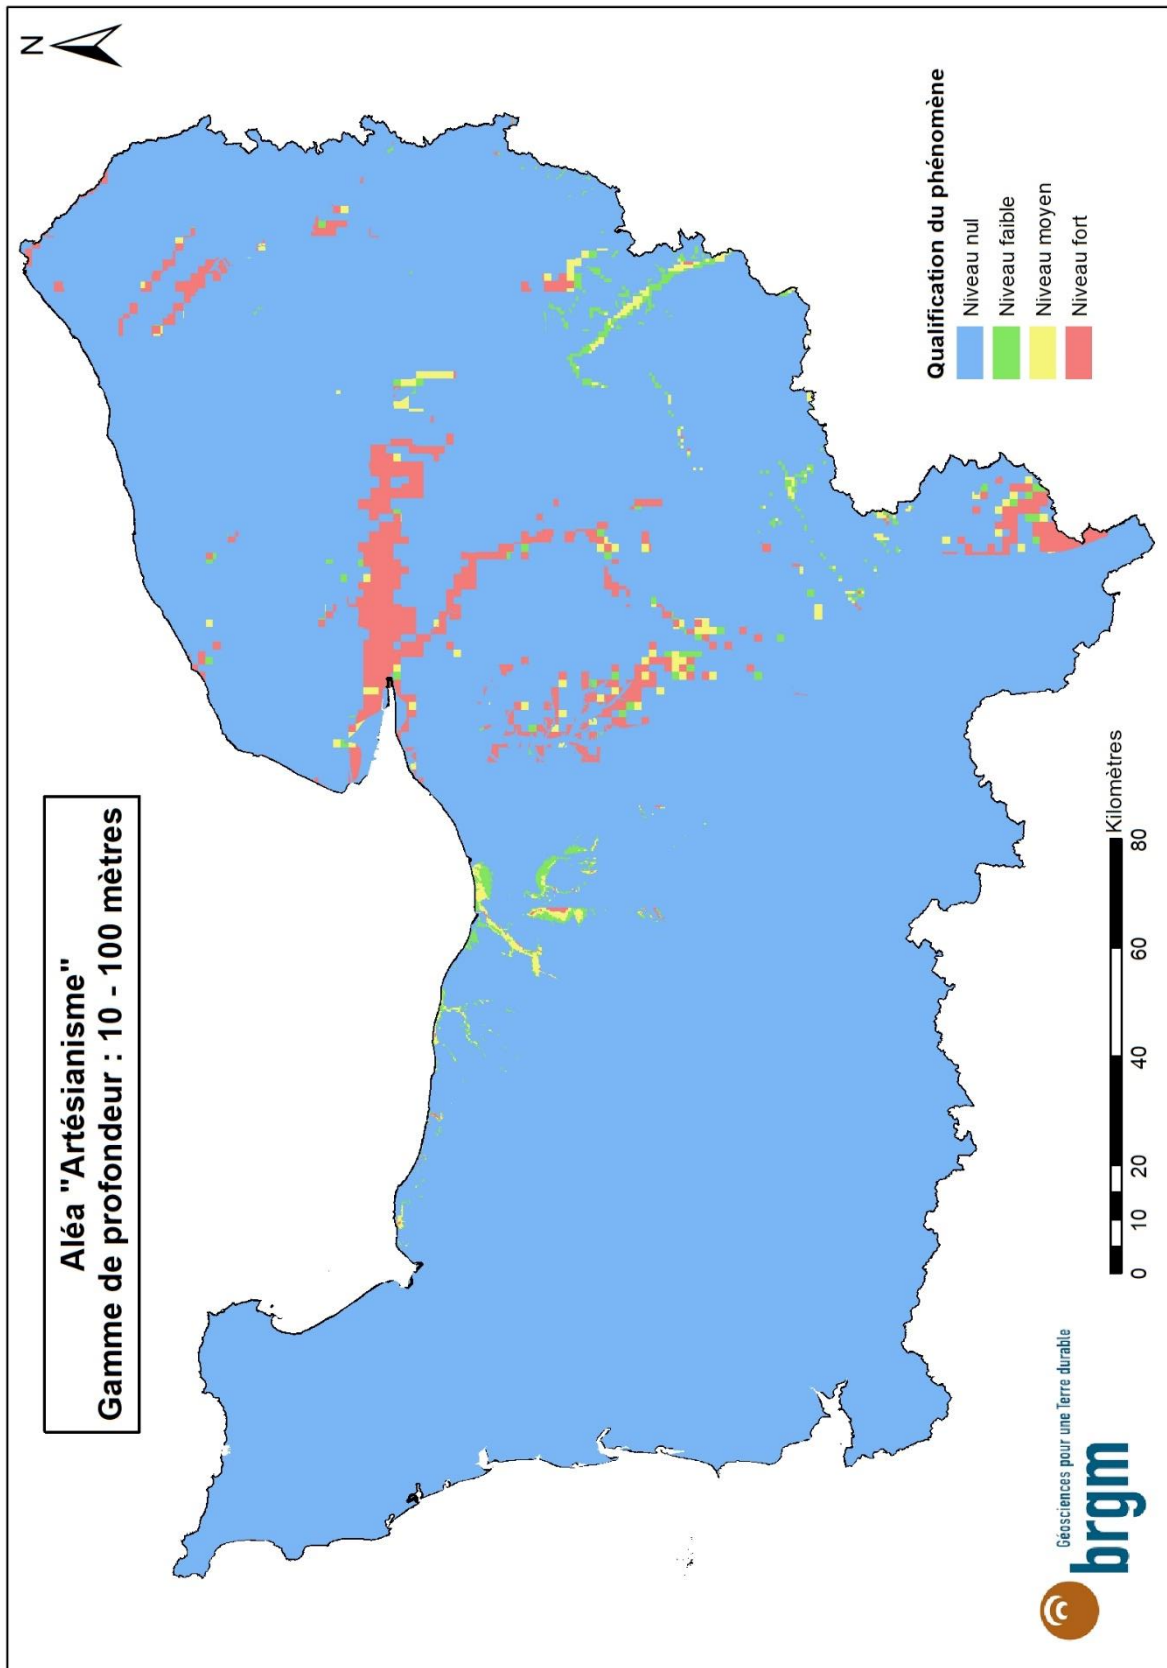 N
Aléa "Artésianisme"
Gamme de profondeur : 10 - 100 mètres
Qualification du phénomène
Niveau nul
Niveau faible
Niveau moyen
Niveau fort
0 10 20 40 60 80
Kilomètres
Géosciences pour une Terre durable
brgm